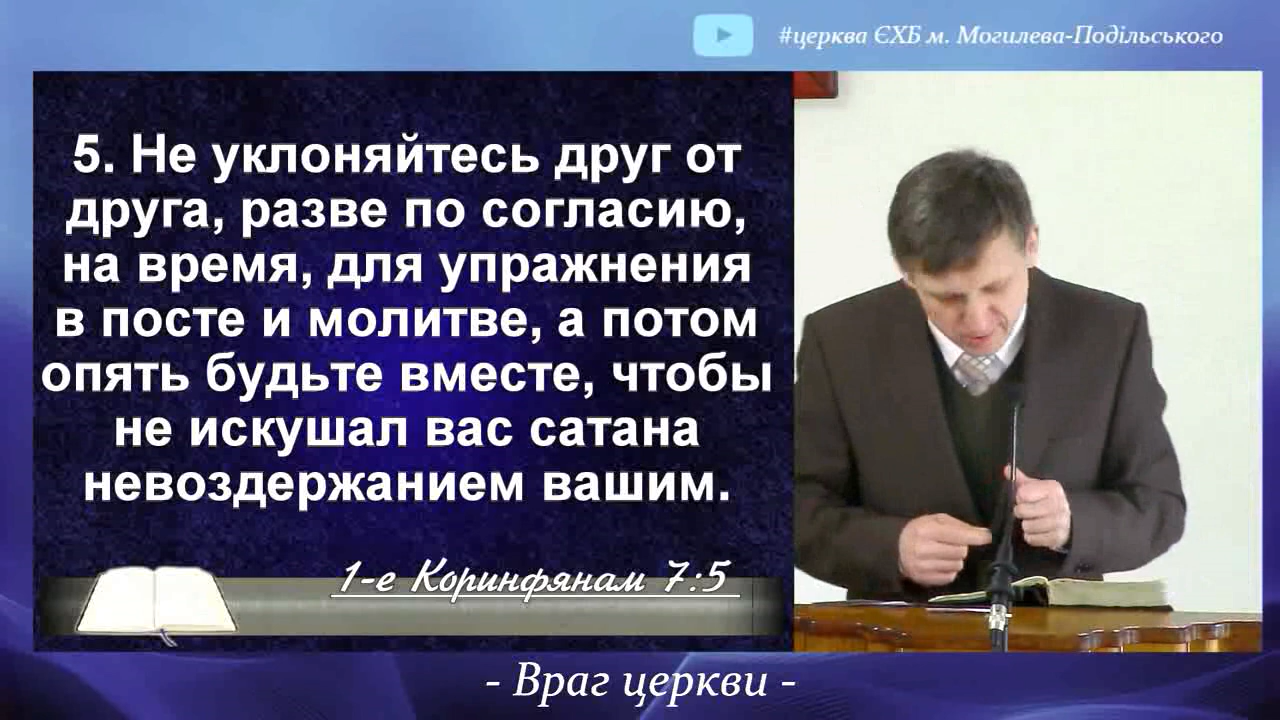 #церква ЄХБ м. Могилева-Подільського
5. Не уклоняйтесь друг от
друга, разве по согласию,
на время, для упражнения
в посте и молитве, а потом
опять будьте вместе, чтобы
не искушал вас сатана
невоздержанием вашим.
1-е Коринфянам 7:5
- Враг церкви -